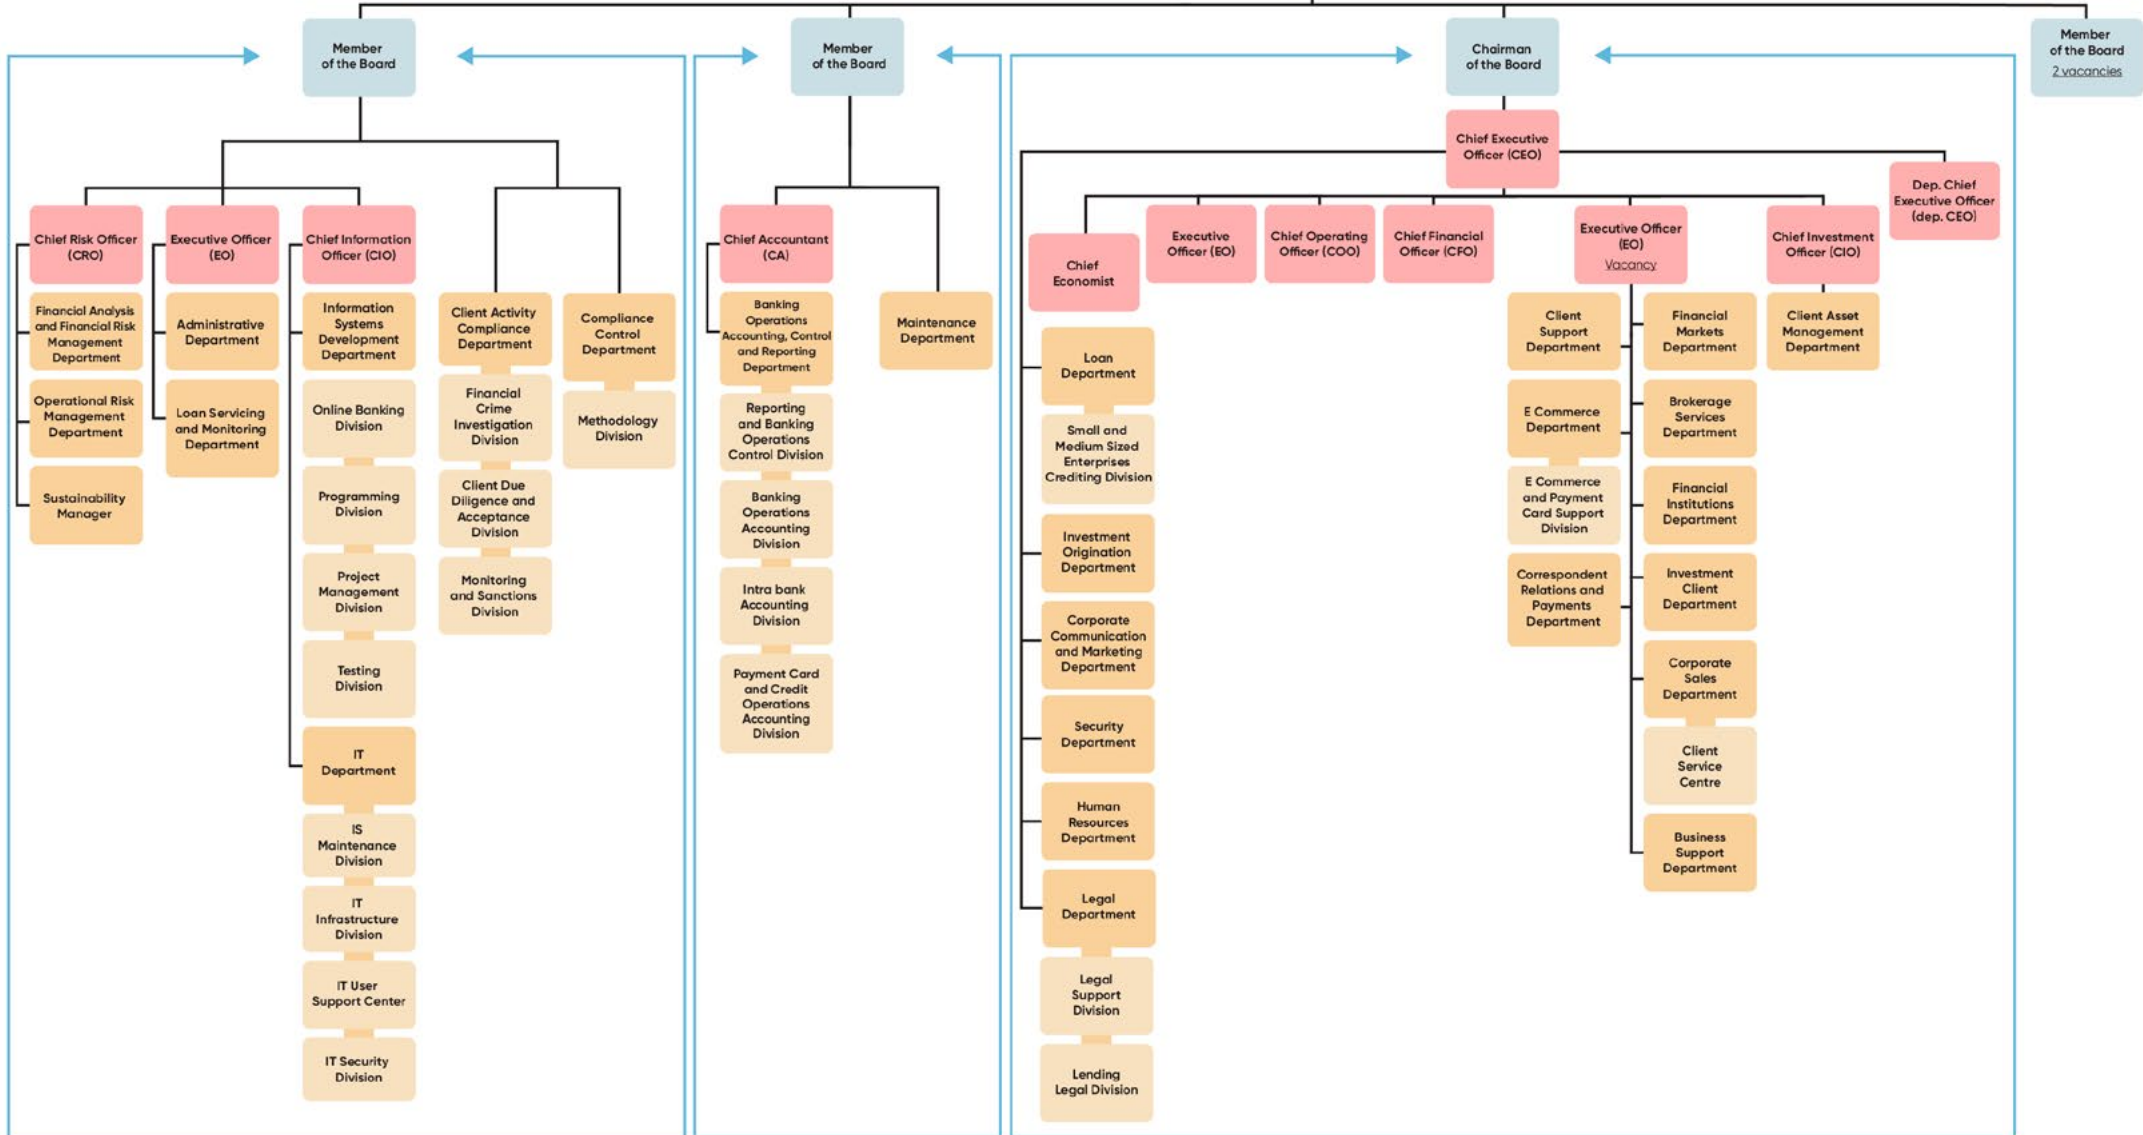 Member
of the Board
Member
of the Board
Chairman
of the Board
Member
of the Board
2 vacancies
Chief Executive
Officer (CEO)
Dep. Chief
Executive Officer
(dep. CEO)
Chief Risk Officer
(CRO)
Financial Analysis
and Financial Risk
Management
Department
Operational Risk
Management
Department
Sustainability
Manager
Executive Officer
(EO)
Administrative
Department
Loan Servicing
and Monitoring
Department
Chief Information
Officer (CIO)
Information
Systems
Development
Department
Online Banking
Division
Programming
Division
Project
Management
Division
Testing
Division
IT
Department
IS
Maintenance
Division
IT
Infrastructure
Division
IT User
Support Center
IT Security
Division
Client Activity
Compliance
Department
Financial
Crime
Investigation
Division
Client Due
Diligence and
Acceptance
Division
Monitoring
and Sanctions
Division
Compliance
Control
Department
Methodology
Division
Chief Accountant
(CA)
Banking
Operations
Accounting, Control
and Reporting
Department
Reporting
and Banking
Operations
Control Division
Banking
Operations
Accounting
Division
Intra bank
Accounting
Division
Payment Card
and Credit
Operations
Accounting
Division
Maintenance
Department
Chief
Economist
Executive
Officer (EO)
Chief Operating
Officer (COO)
Chief Financial
Officer (CFO)
Executive Officer
(EO)
Vacancy
Chief Investment
Officer (CIO)
Loan
Department
Small and
Medium Sized
Enterprises
Crediting Division
Investment
Origination
Department
Corporate
Communication
and Marketing
Department
Security
Department
Human
Resources
Department
Legal
Department
Legal
Support
Division
Lending
Legal Division
Client
Support
Department
E Commerce
Department
E Commerce
and Payment
Card Support
Division
Correspondent
Relations and
Payments
Department
Financial
Markets
Department
Brokerage
Services
Department
Financial
Institutions
Department
Investment
Client
Department
Corporate
Sales
Department
Client
Service
Centre
Business
Support
Department
Client Asset
Management
Department